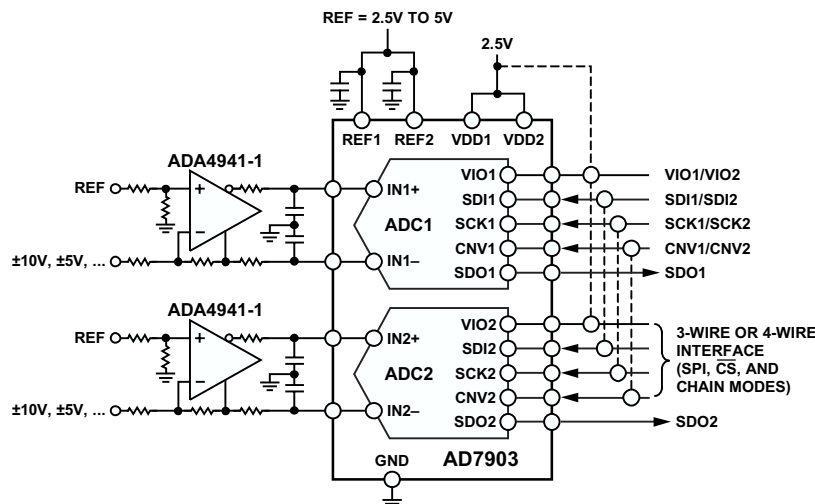 REF = 2.5V TO 5V
2.5V
REF1
REF2
VDD1
VDD2
ADA4941-1
REF
+
–
±10V, ±5V, ...
IN1+
IN1–
ADC1
VIO1
SDI1
SCK1
CNV1
SDO1
VIO1/VIO2
SDI1/SDI2
SCK1/SCK2
CNV1/CNV2
SDO1
ADA4941-1
REF
+
–
±10V, ±5V, ...
IN2+
IN2–
ADC2
VIO2
SDI2
SCK2
CNV2
SDO2
3-WIRE OR 4-WIRE
INTERFACE
(SPI, CS, AND
CHAIN MODES)
SDO2
GND
AD7903